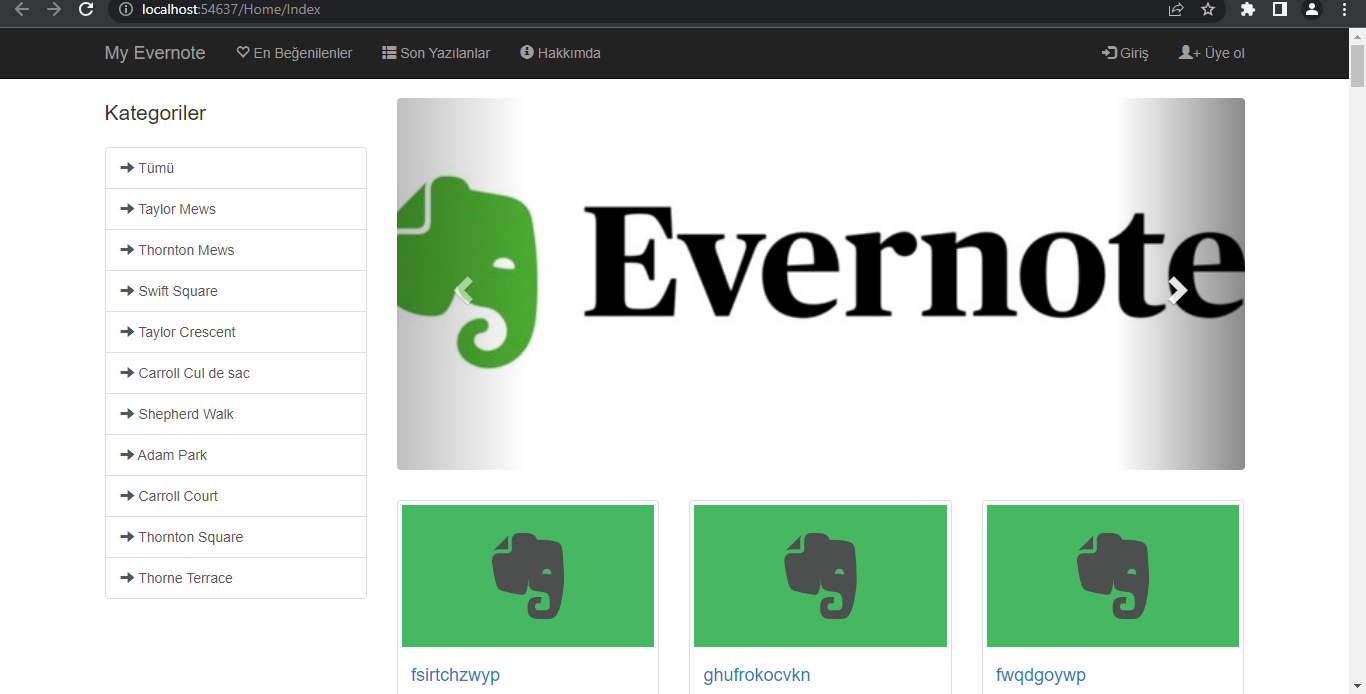 localhost:54637/Home/Index
My Evernote En Beğenilenler Son Yazılanlar Hakkımda Giriş + Üye ol
Kategoriler
Tümü
Taylor Mews
Thornton Mews
Swift Square
Taylor Crescent
Carroll Cul de sac
Shepherd Walk
Adam Park
Carroll Court
Thornton Square
Thorne Terrace
Evernote
fsirtchzwyp
ghufrokocvkn
fwqdgoywp